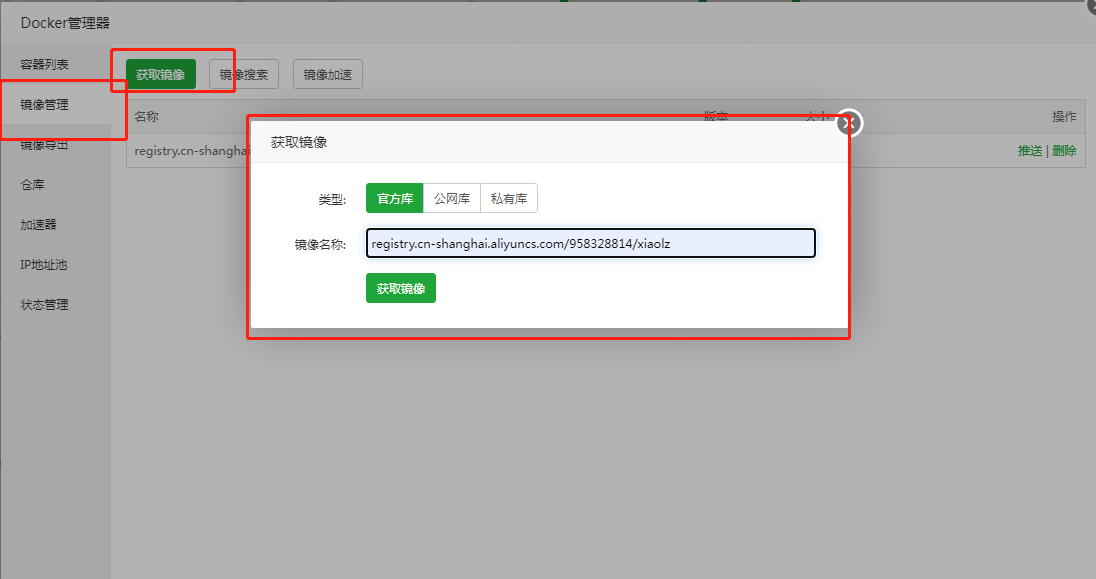 Docker管理器
容器列表
镜像管理
镜像导出
仓库
加速器
IP地址池
状态管理
获取镜像
镜像搜索
镜像加速
名称
版本
大小
操作
registry.cn-shanghai
推送 | 删除
获取镜像
类型:
官方库
公网库
私有库
镜像名称:
registry.cn-shanghai.aliyuncs.com/958328814/xiaolz
获取镜像